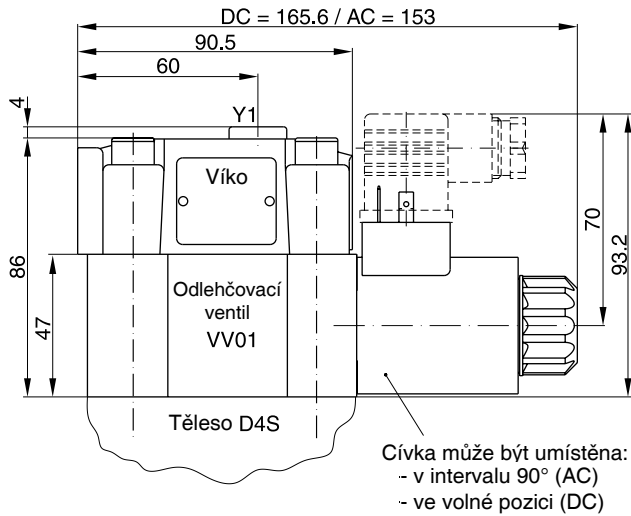 DC = 165.6 / AC = 153
90.5
60
4
Y1
Víko
86
70
93.2
47
Odlehčovací
ventil
VV01
Těleso D4S
Cívka může být umístěna:
- v intervalu 90° (AC)
- ve volné pozici (DC)